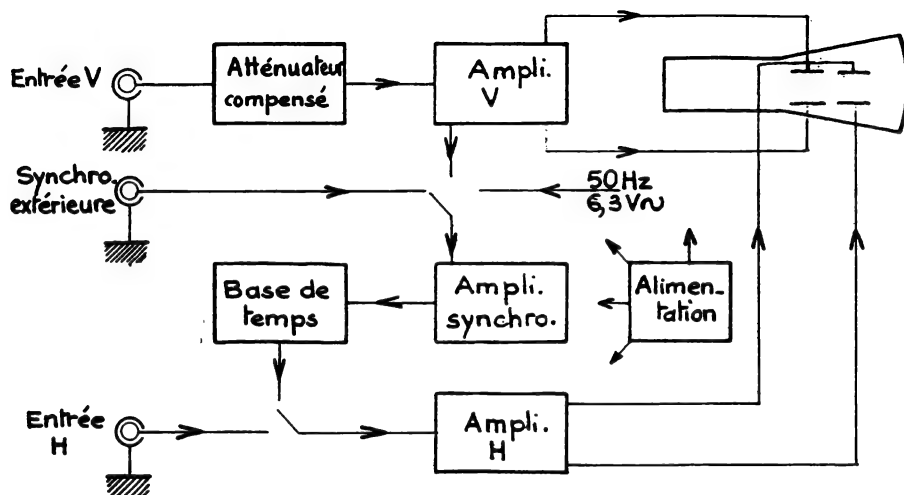 Entrée V
Atténuateur
compensé
Ampli.
V
Synchro.
extérieure
50 Hz
6,3 V~
Base de
temps
Ampli.
synchro.
Alimen-
tation
Entrée
H
Ampli.
H